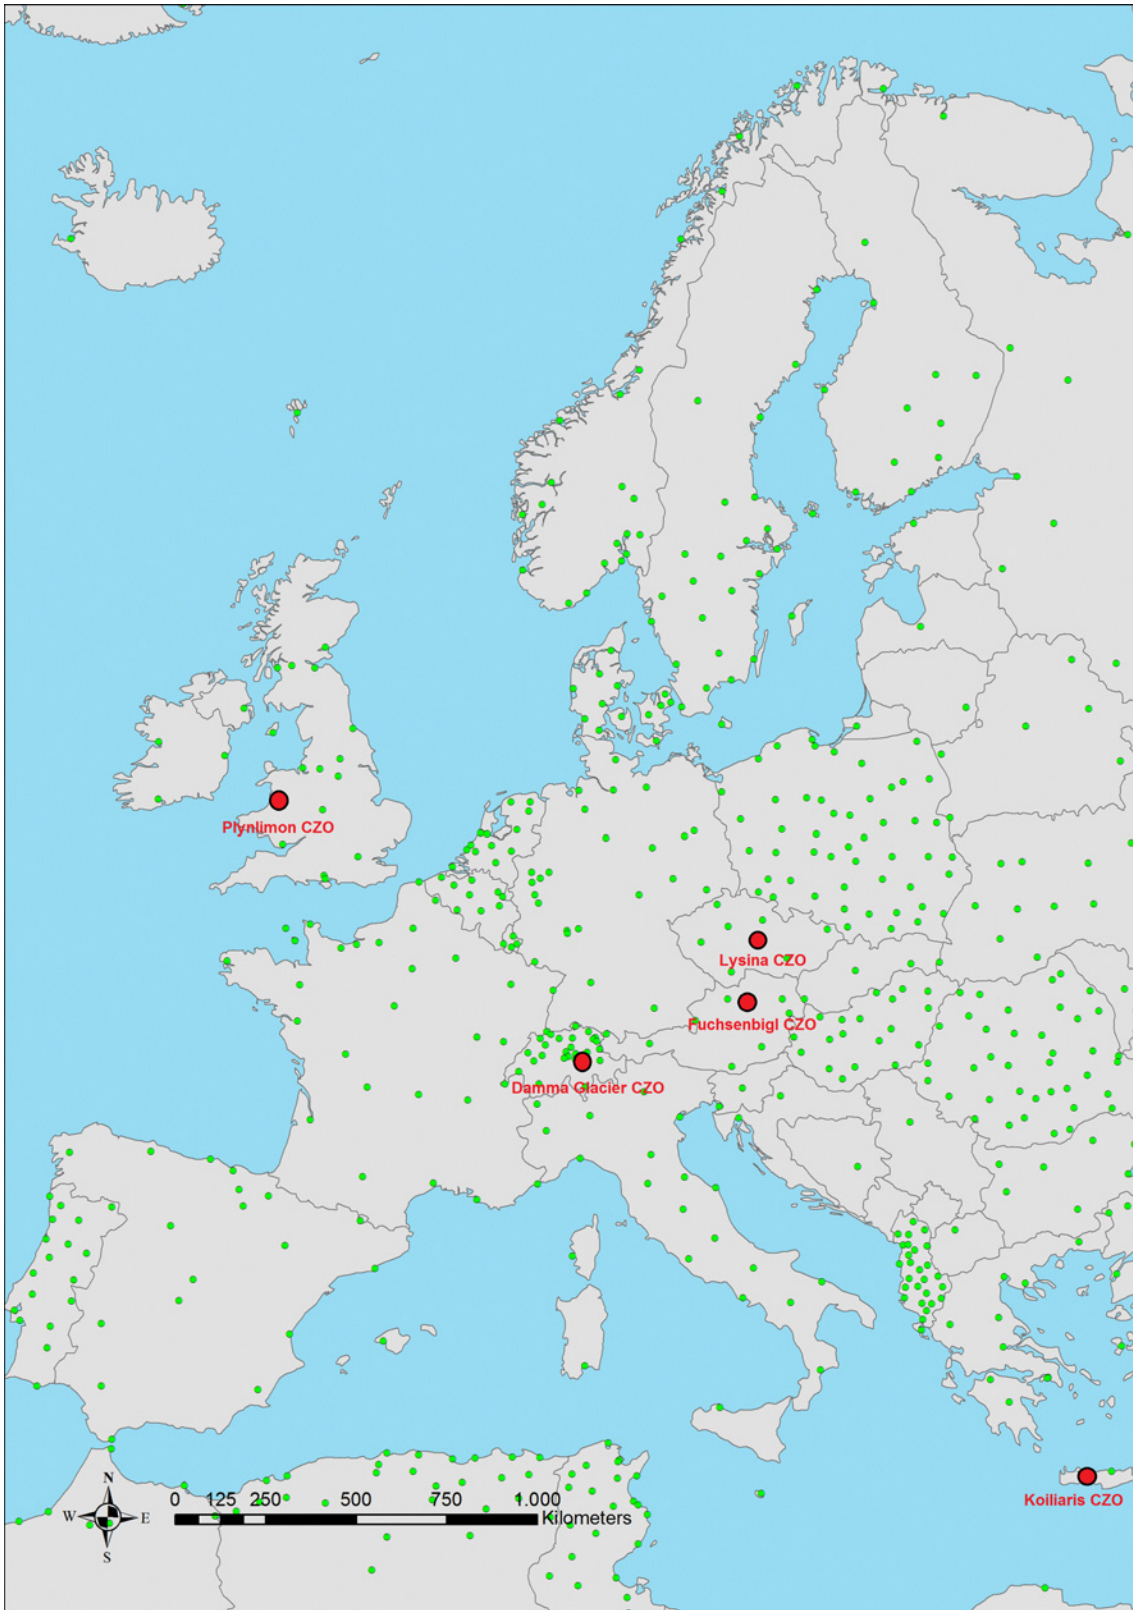 Plynlimon CZO
Lysina CZO
Fuchsenbigl CZO
Damma Glacier CZO
Koiliaris CZO
N
W E
S
0 125 250 500 750 1.000
Kilometers